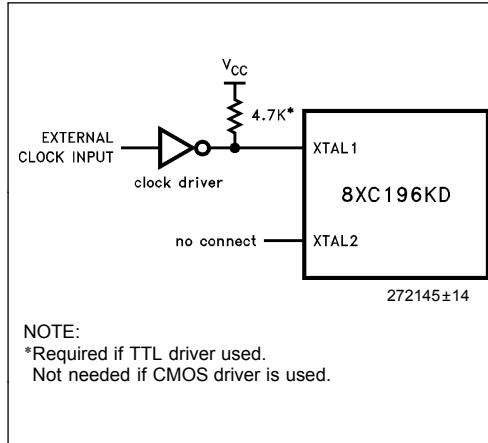 VCC
4.7K*
EXTERNAL
CLOCK INPUT
clock driver
XTAL1
8XC196KD
no connect
XTAL2
272145±14
NOTE:
*Required if TTL driver used.
Not needed if CMOS driver is used.